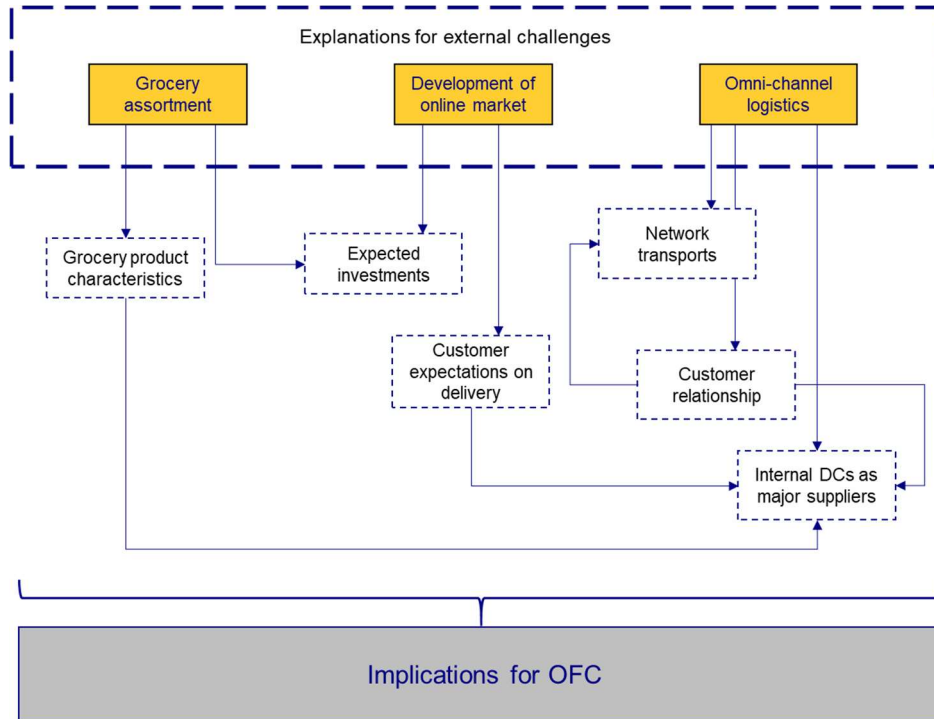 Explanations for external challenges
Grocery
assortment
Development of
online market
Omni-channel
logistics
Grocery product
characteristics
Expected
investments
Network
transports
Customer
expectations on
delivery
Customer
relationship
Internal DCs as
major suppliers
Implications for OFC